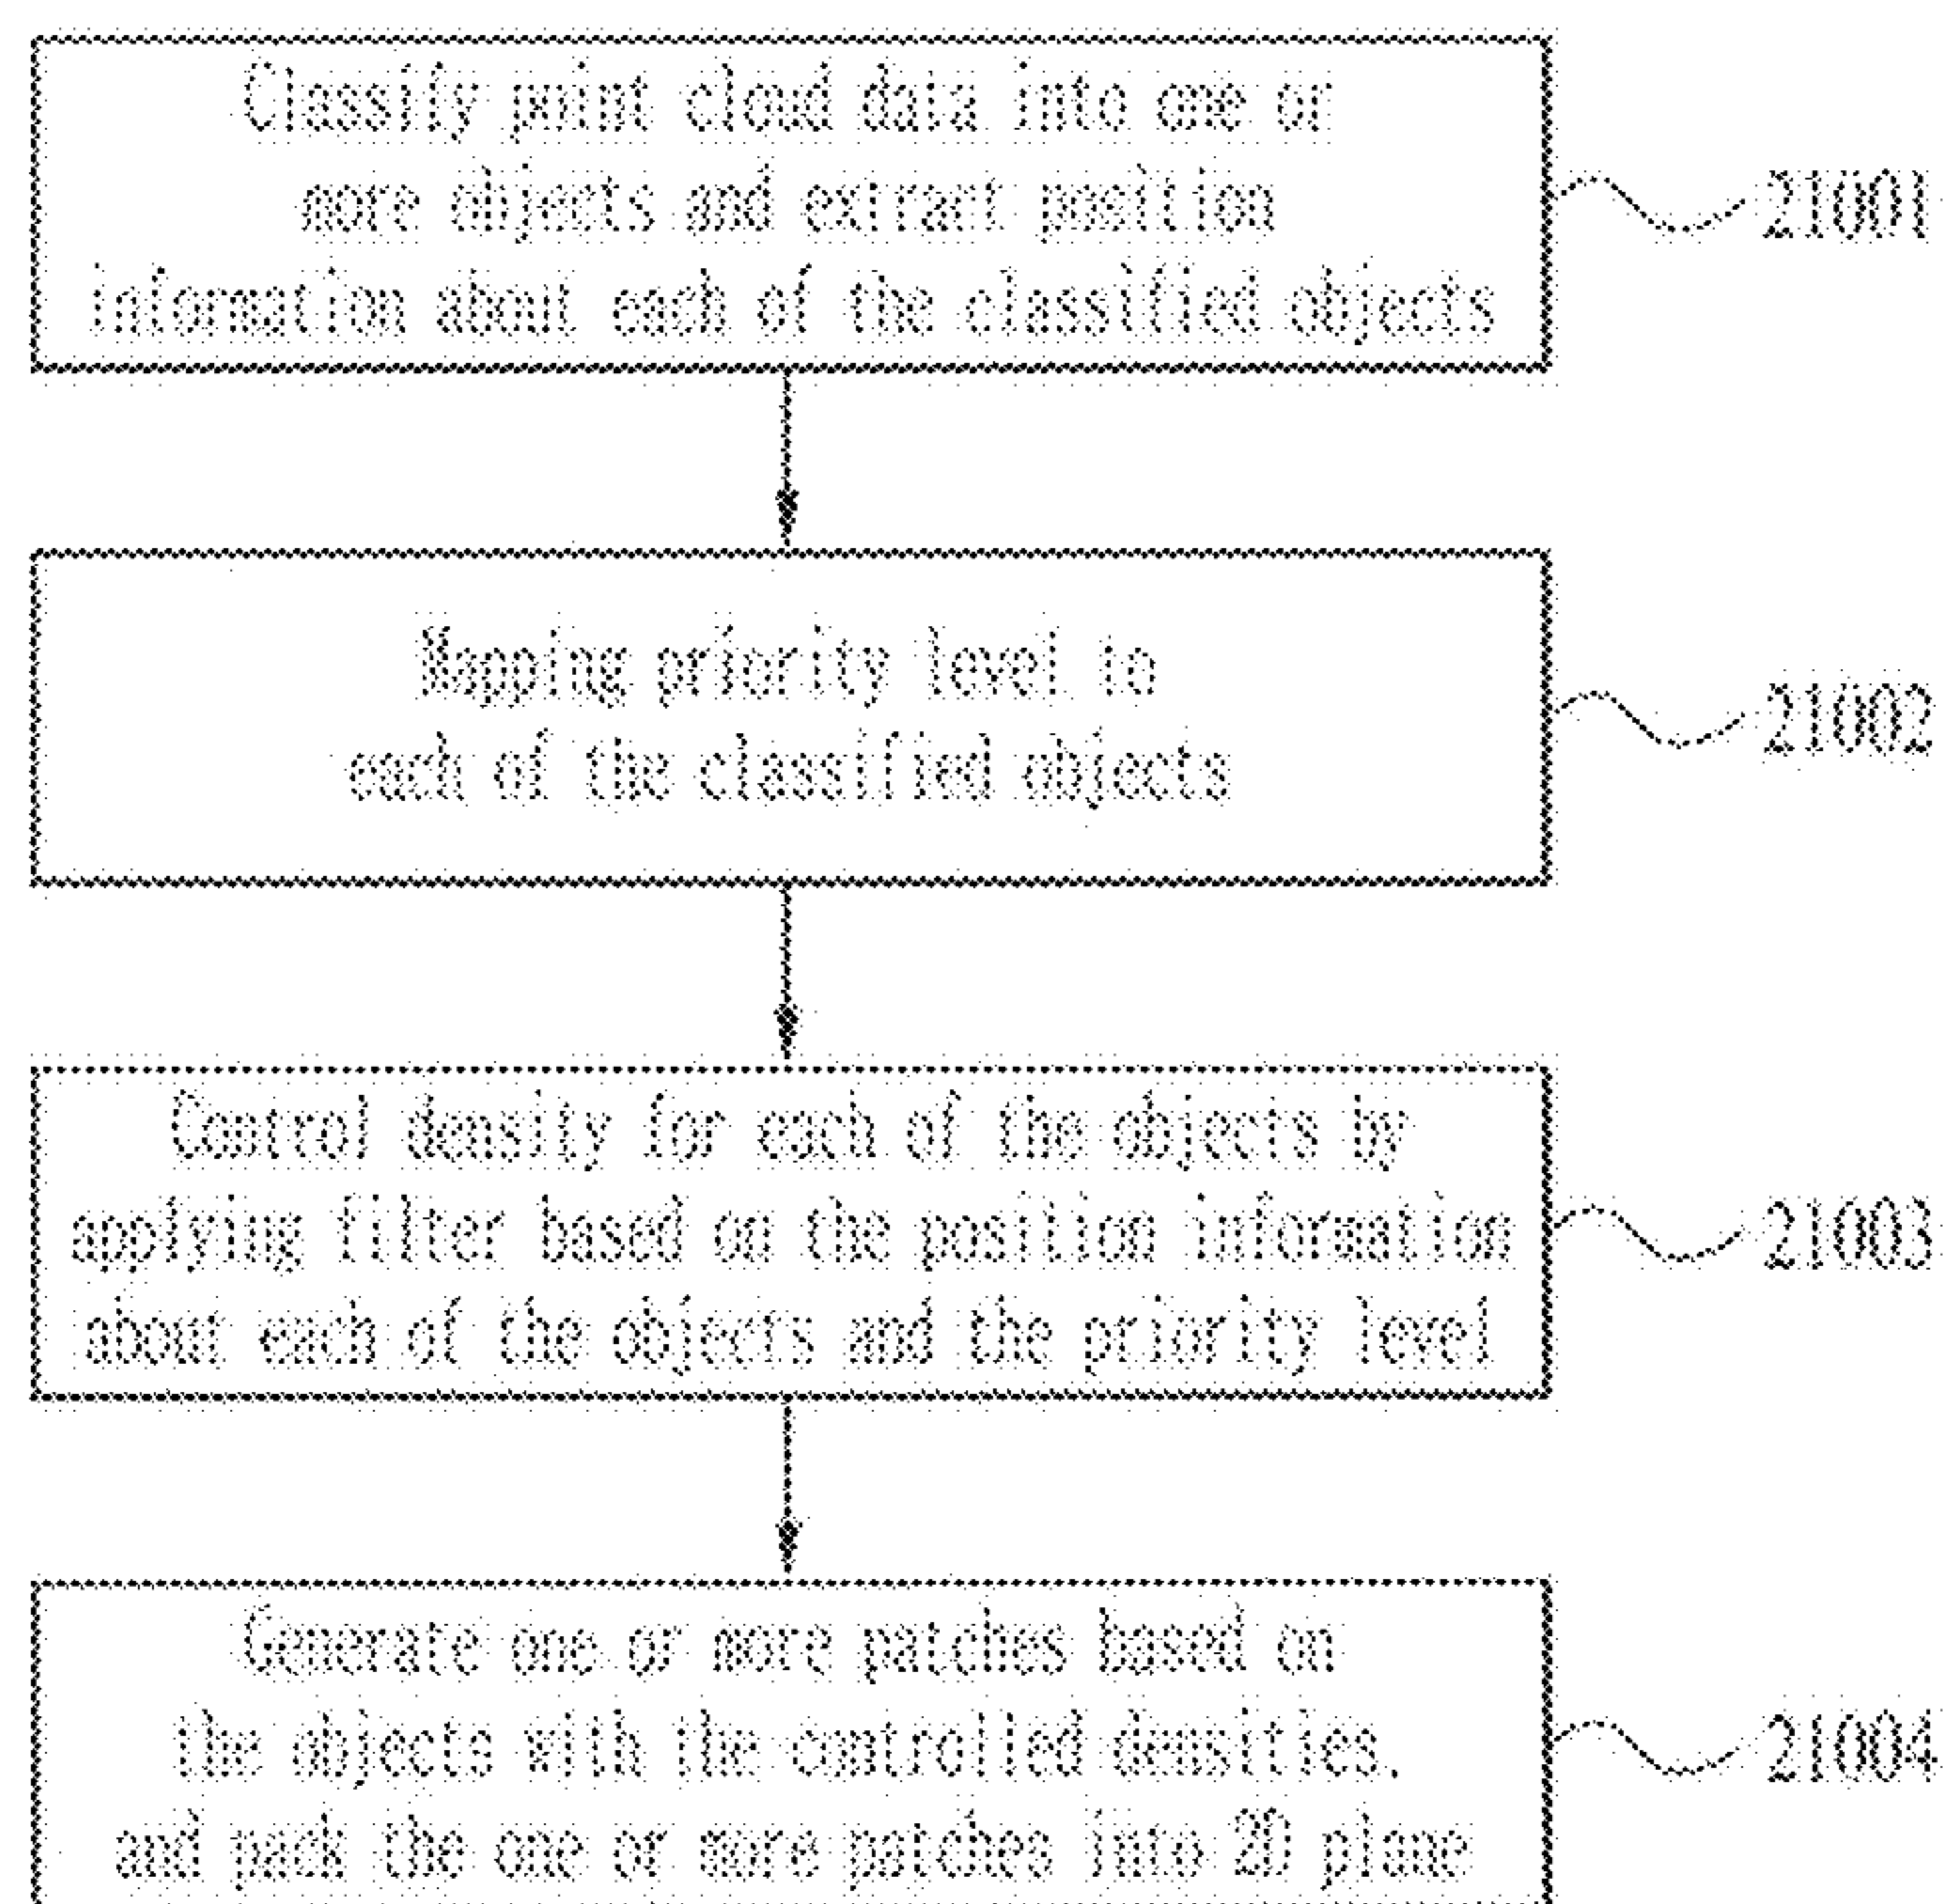 Classify point cloud data into one or
more objects and extract position
information about each of the classified objects
21001
Mapping priority level to
each of the classified objects
21002
Control density for each of the objects by
applying filter based on the position information
about each of the objects and the priority level
21003
Generate one or more patches based on
the objects with the controlled densities,
and pack the one or more patches into 2D plane
21004